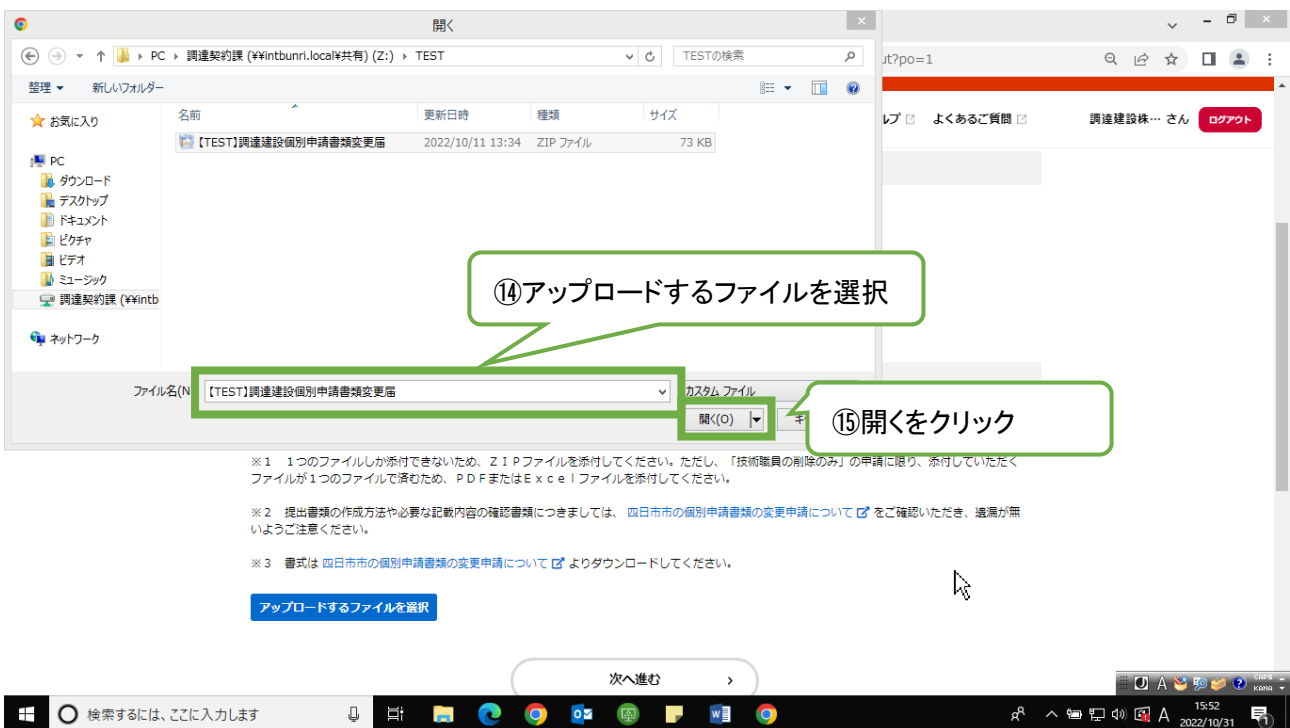 開く
PC ▸ 調達契約課 (¥¥intbunri.local¥共有) (Z:) ▸ TEST
TESTの検索
ut?po=1
整理 ▼ 新しいフォルダー
名前 更新日時 種類 サイズ
お気に入り
【TEST】調達建設個別申請書類変更届 2022/10/11 13:34 ZIP ファイル 73 KB
ルプ よくあるご質問 調達建設株… さん ログアウト
PC
ダウンロード
デスクトップ
ドキュメント
ピクチャ
ビデオ
ミュージック
調達契約課 (¥¥intb
ネットワーク
⑭アップロードするファイルを選択
ファイル名(N 【TEST】調達建設個別申請書類変更届 カスタム ファイル
開く(O) キ
⑮開くをクリック
※1 1つのファイルしか添付できないため、ZIPファイルを添付してください。ただし、「技術職員の削除のみ」の申請に限り、添付していただく
ファイルが1つのファイルで済むため、PDFまたはExcelファイルを添付してください。
※2 提出書類の作成方法や必要な記載内容の確認書類につきましては、 四日市市の個別申請書類の変更申請について をご確認いただき、遺漏が無
いようご注意ください。
※3 書式は 四日市市の個別申請書類の変更申請について よりダウンロードしてください。
アップロードするファイルを選択
次へ進む
A CAPS KANA
検索するには、ここに入力します
A 15:52
2022/10/31